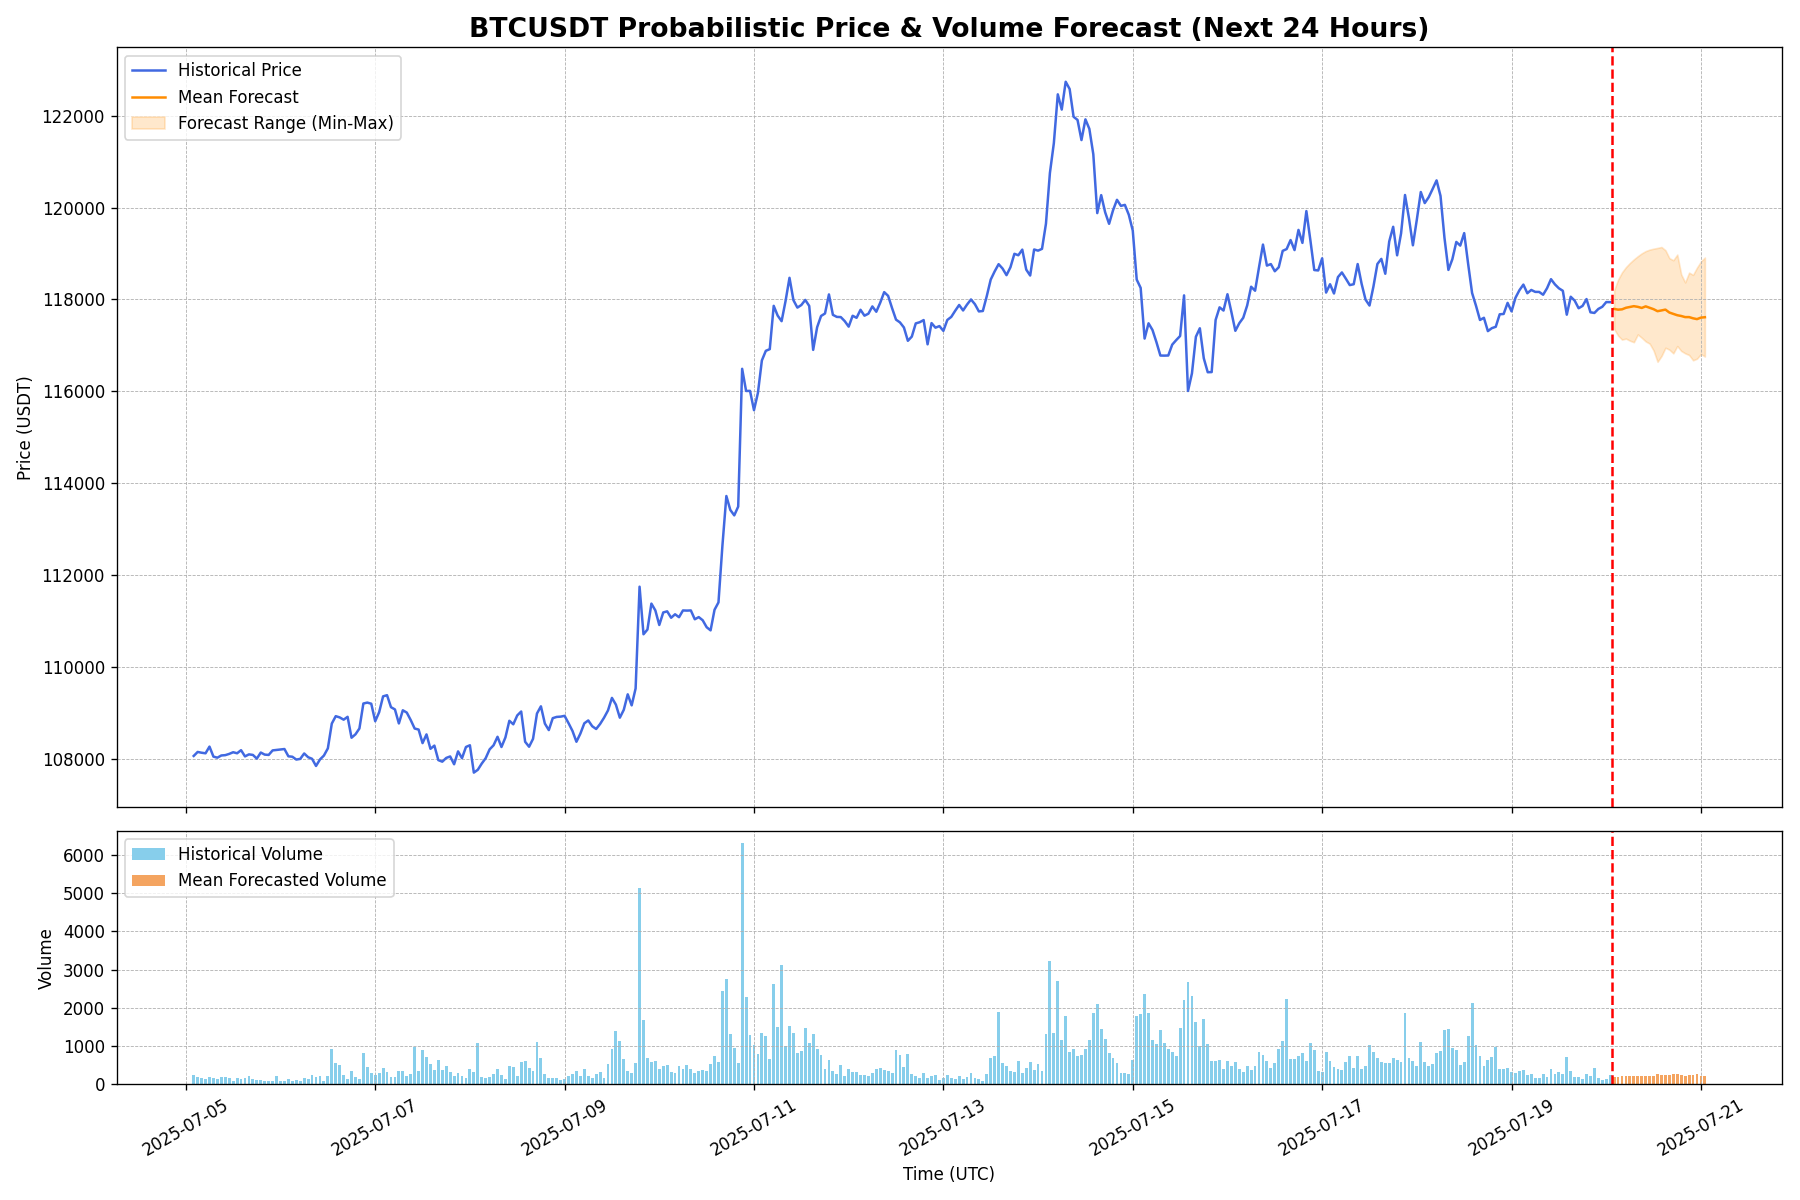 BTCUSDT Probabilistic Price & Volume Forecast (Next 24 Hours)
Historical Price
Mean Forecast
Forecast Range (Min-Max)
122000
120000
118000
116000
114000
112000
110000
108000
Price (USDT)
Historical Volume
Mean Forecasted Volume
6000
5000
4000
3000
2000
1000
0
Volume
2025-07-05
2025-07-07
2025-07-09
2025-07-11
2025-07-13
2025-07-15
2025-07-17
2025-07-19
2025-07-21
Time (UTC)